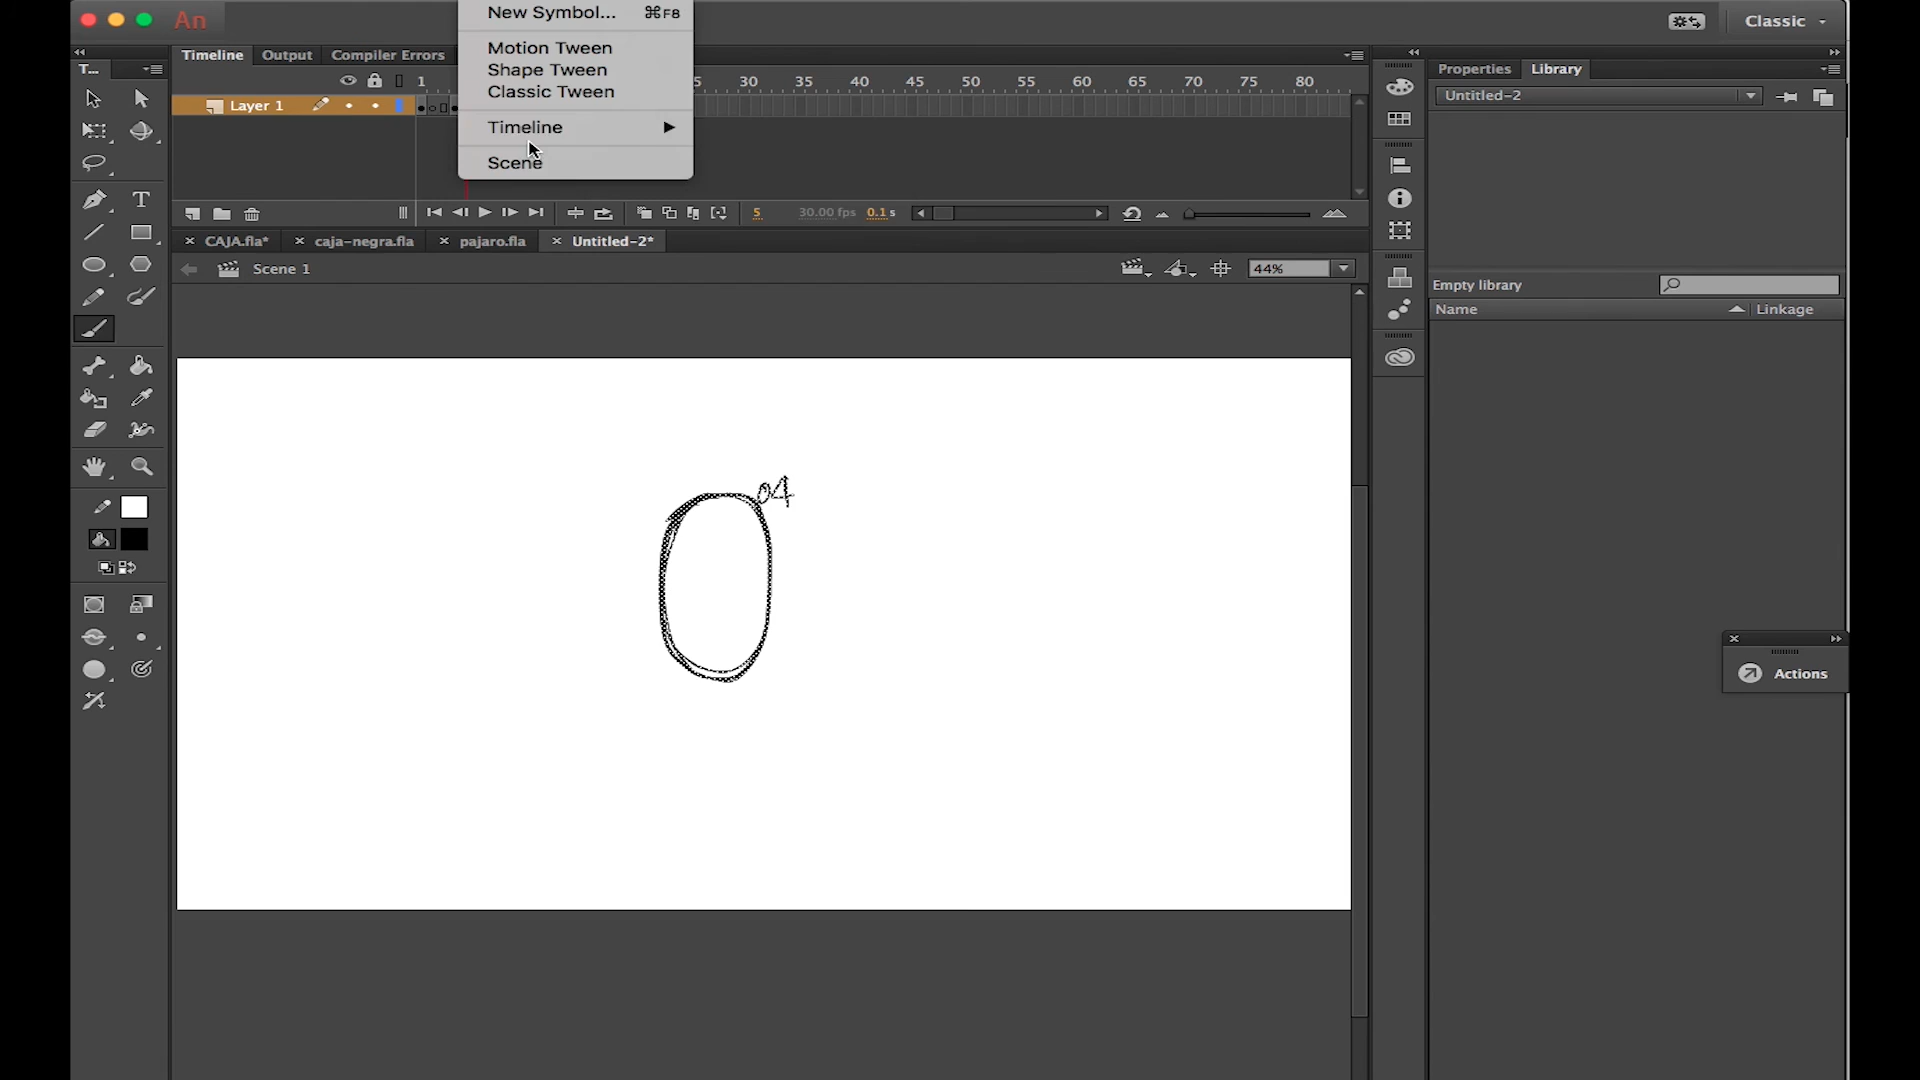 New Symbol... ⌘F8
An
Classic
Timeline Output Compiler Errors
Motion Tween
Shape Tween
Classic Tween
Timeline
Scene
1 5 30 35 40 45 50 55 60 65 70 75 80
Layer 1
5 30.00 fps 0.1 s
CAJA.fla* caja-negra.fla pajaro.fla Untitled-2*
Scene 1
44%
T...
T
04
Properties Library
Untitled-2
Empty library
Name Linkage
Actions